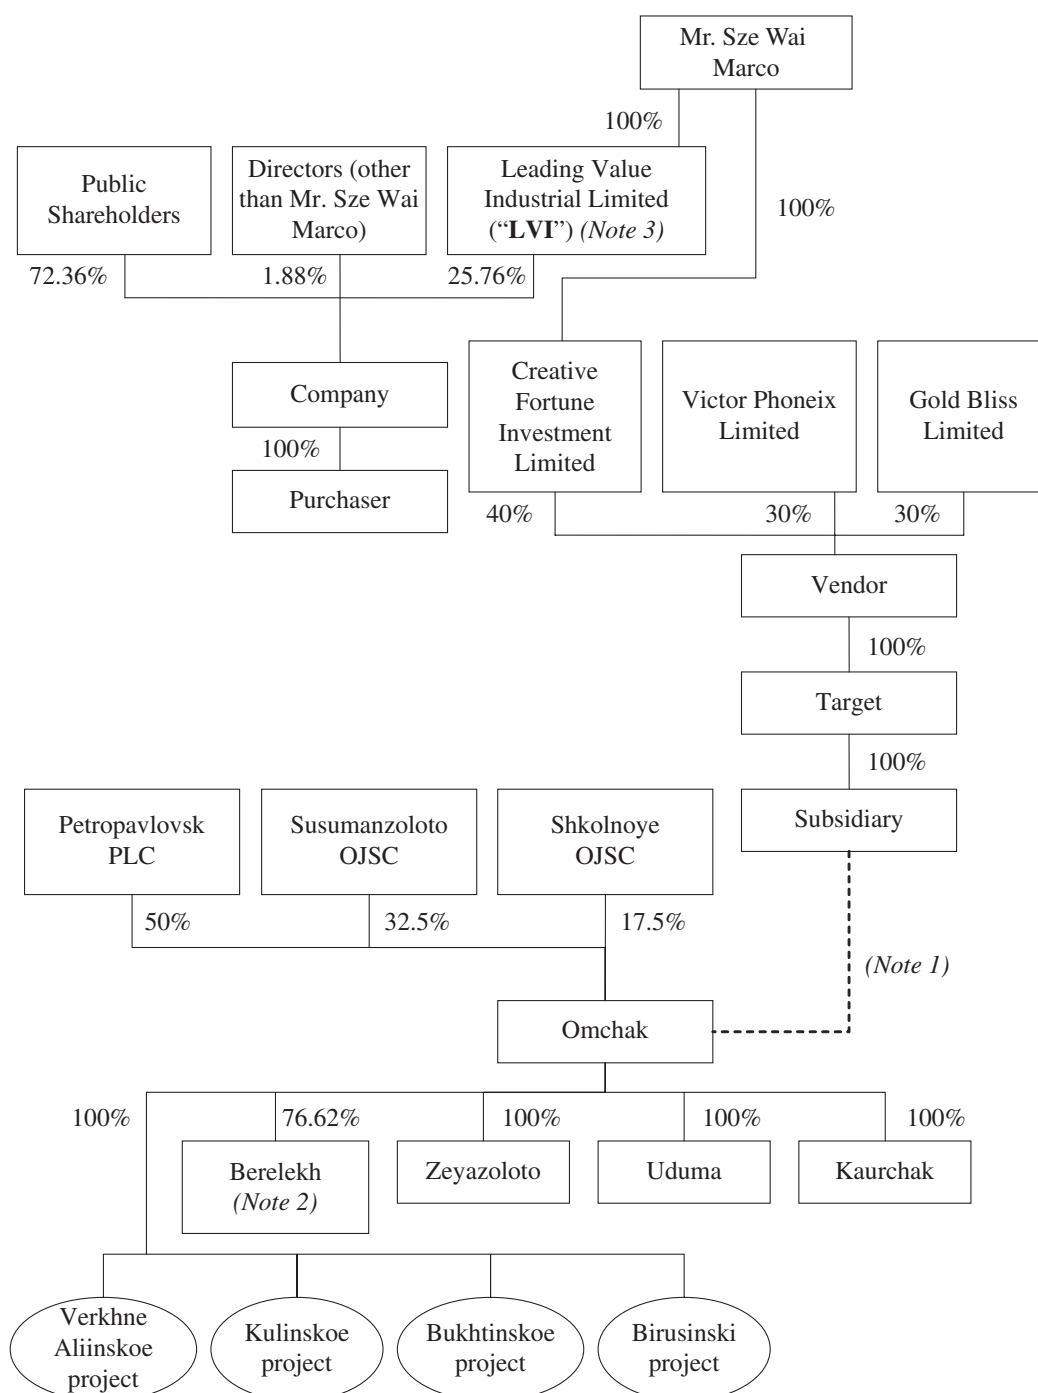 Mr. Sze Wai
Marco
100%
100%
Public
Shareholders
Directors (other
than Mr. Sze Wai
Marco)
Leading Value
Industrial Limited
(“LVI”) (Note 3)
72.36%
1.88%
25.76%
Company
100%
Purchaser
Creative
Fortune
Investment
Limited
Victor Phoneix
Limited
Gold Bliss
Limited
40%
30%
30%
Vendor
100%
Target
100%
Subsidiary
Petropavlovsk
PLC
Susumanzoloto
OJSC
Shkolnoye
OJSC
50%
32.5%
17.5%
(Note 1)
Omchak
100%
76.62%
100%
100%
100%
Berelekh
(Note 2)
Zeyazoloto
Uduma
Kaurchak
Verkhne
Aliinskoe
project
Kulinskoe
project
Bukhtinskoe
project
Birusinski
project